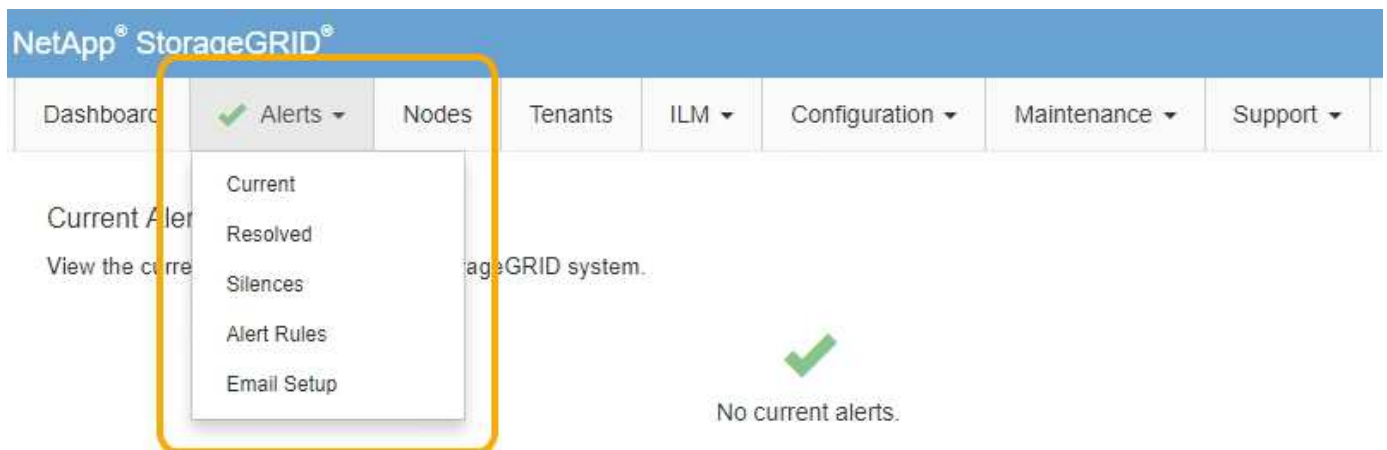 NetApp® StorageGRID®
Dashboard Alerts Nodes Tenants ILM Configuration Maintenance Support
Current
Resolved
Silences
Alert Rules
Email Setup
Current Aler
View the curre ageGRID system.
No current alerts.